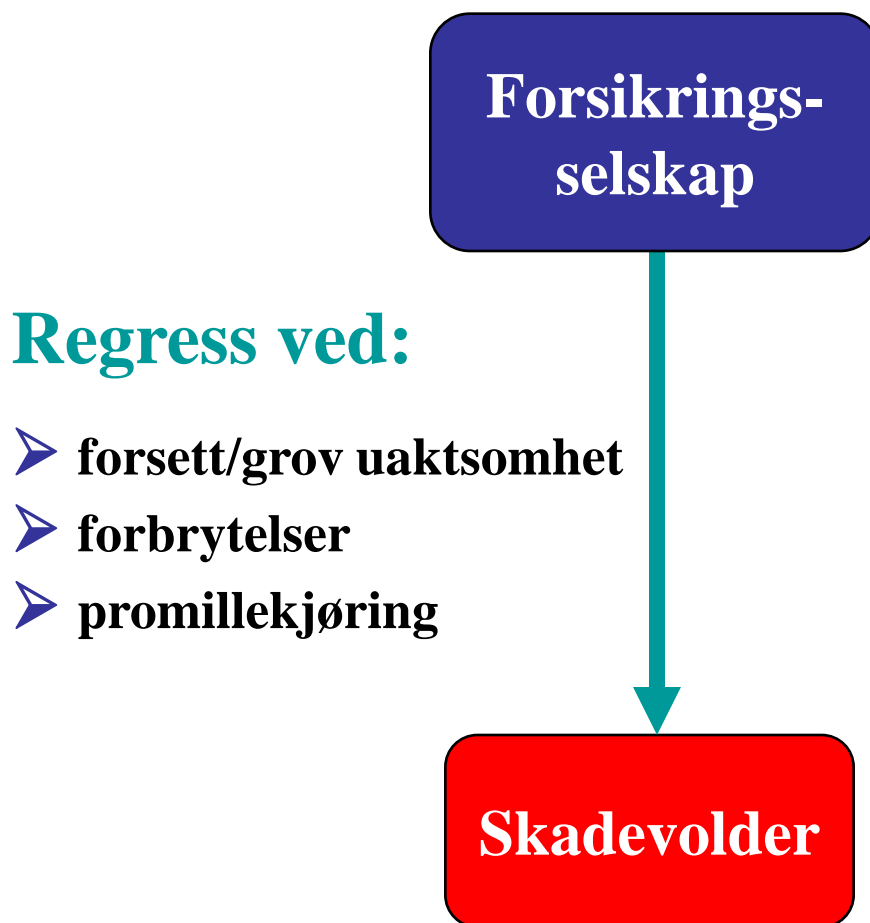 Forsikrings-
selskap
Regress ved:
forsett/grov uaktsomhet
forbrytelser
promillekjøring
Skadevolder